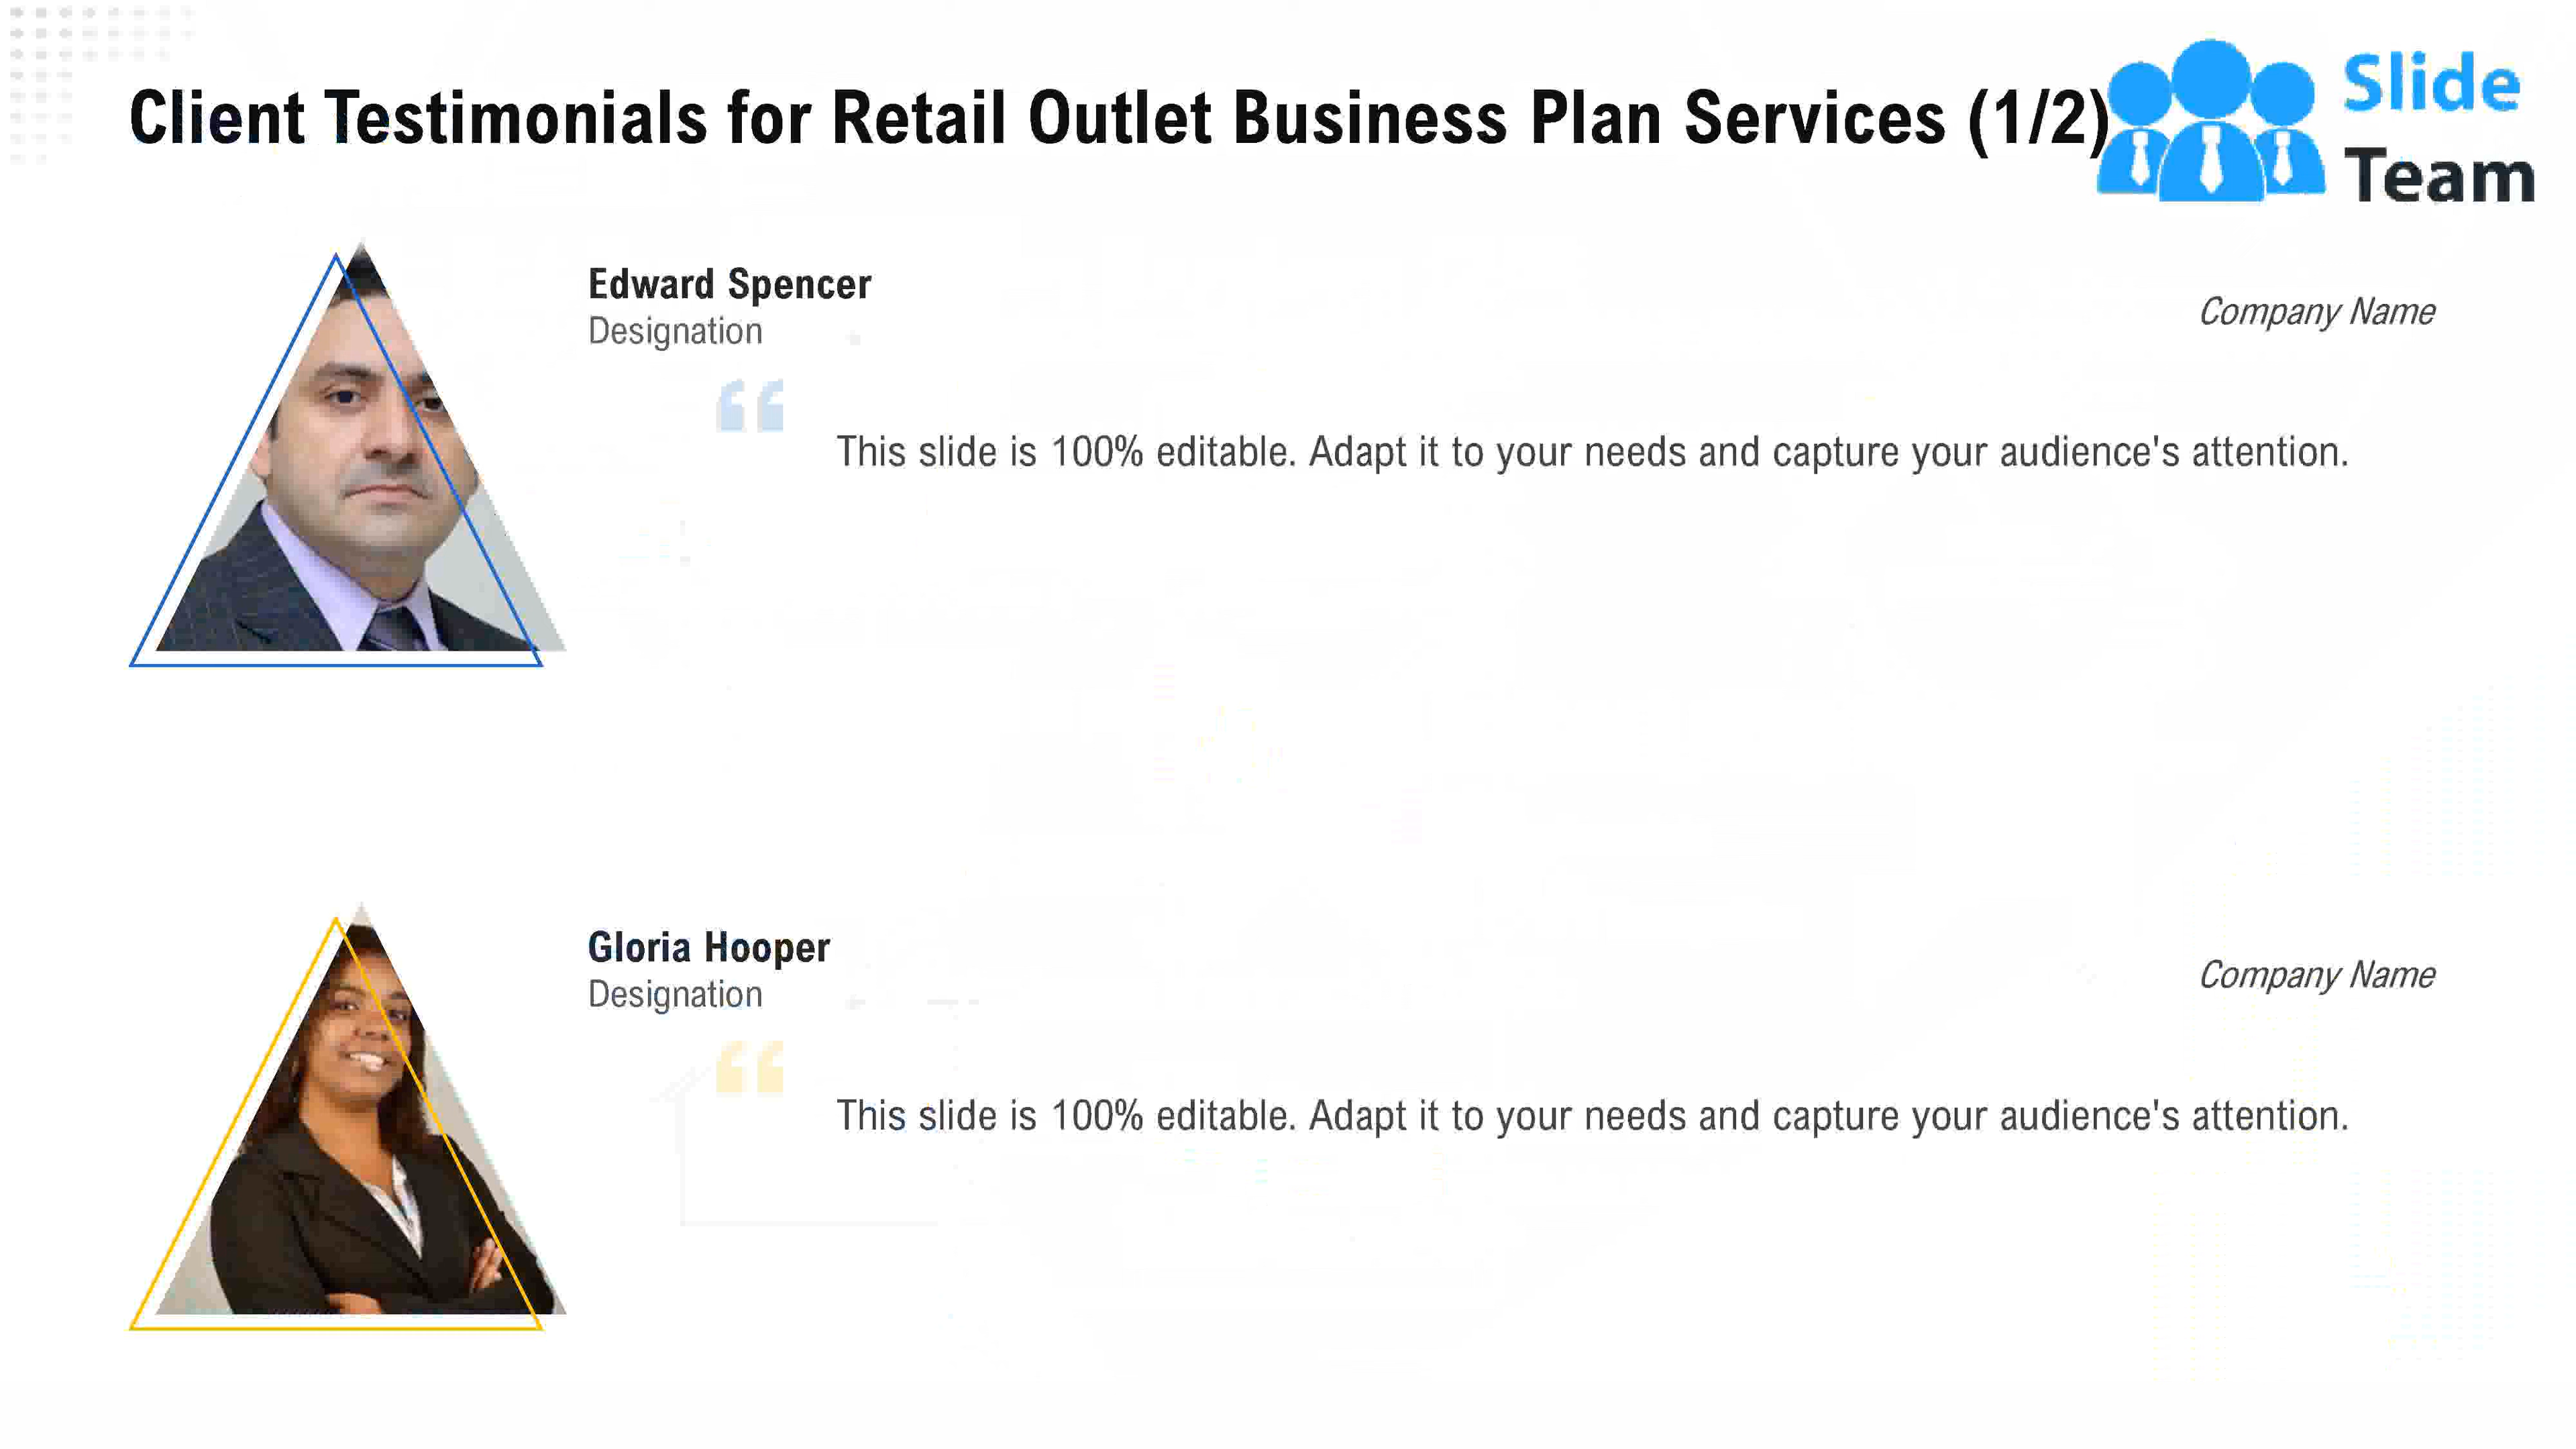 Client Testimonials for Retail Outlet Business Plan Services (1/2)
Slide
Team
Edward Spencer
Designation
Company Name
“
This slide is 100% editable. Adapt it to your needs and capture your audience's attention.
Gloria Hooper
Designation
Company Name
“
This slide is 100% editable. Adapt it to your needs and capture your audience's attention.